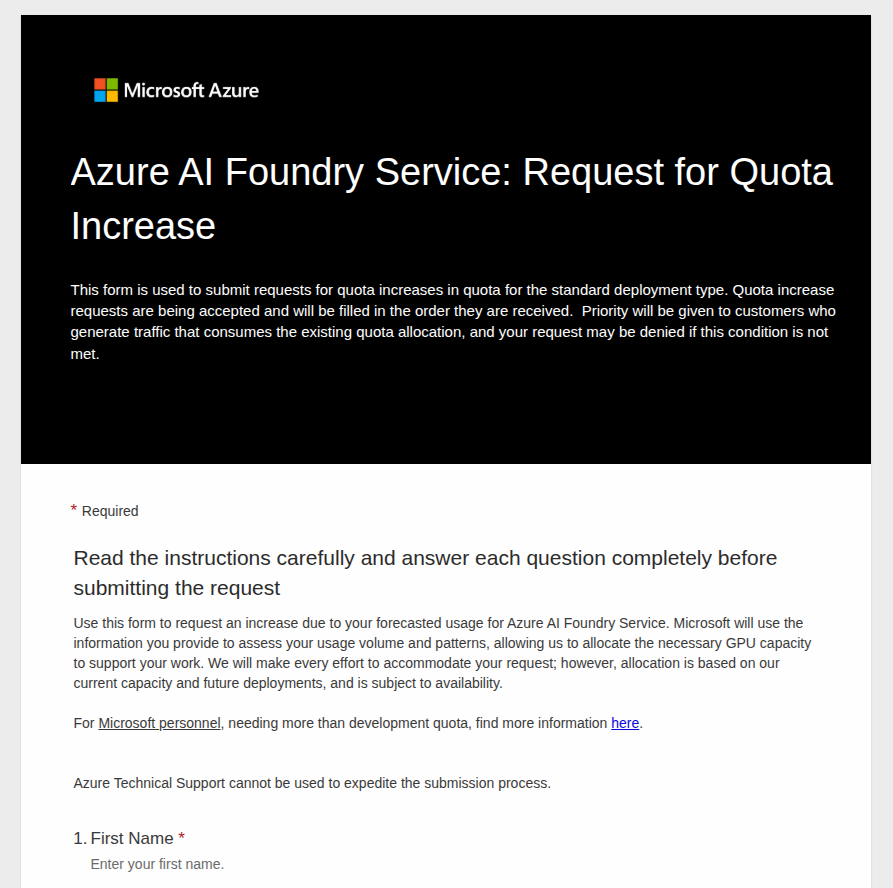 Microsoft Azure
Azure AI Foundry Service: Request for Quota
Increase
This form is used to submit requests for quota increases in quota for the standard deployment type. Quota increase
requests are being accepted and will be filled in the order they are received.  Priority will be given to customers who
generate traffic that consumes the existing quota allocation, and your request may be denied if this condition is not
met.
* Required
Read the instructions carefully and answer each question completely before
submitting the request
Use this form to request an increase due to your forecasted usage for Azure AI Foundry Service. Microsoft will use the
information you provide to assess your usage volume and patterns, allowing us to allocate the necessary GPU capacity
to support your work. We will make every effort to accommodate your request; however, allocation is based on our
current capacity and future deployments, and is subject to availability.
For Microsoft personnel, needing more than development quota, find more information here.
Azure Technical Support cannot be used to expedite the submission process.
1. First Name *
Enter your first name.